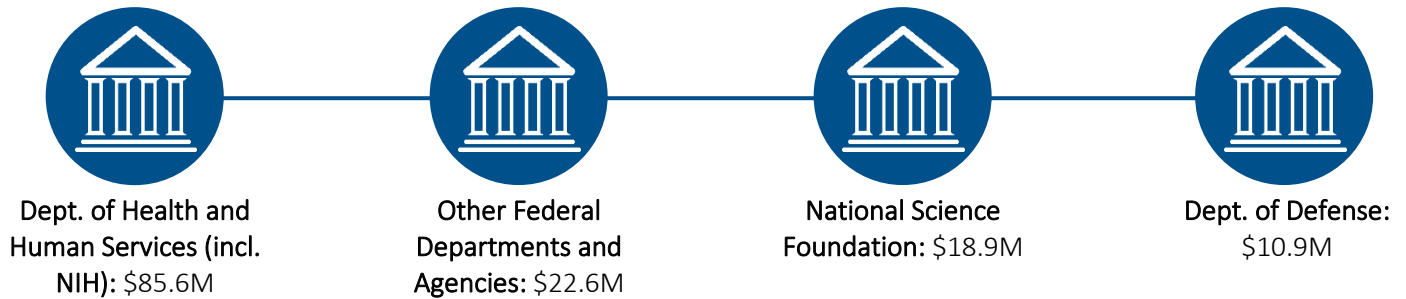 Dept. of Health and
Human Services (incl.
NIH): $85.6M
Other Federal
Departments and
Agencies: $22.6M
National Science
Foundation: $18.9M
Dept. of Defense:
$10.9M